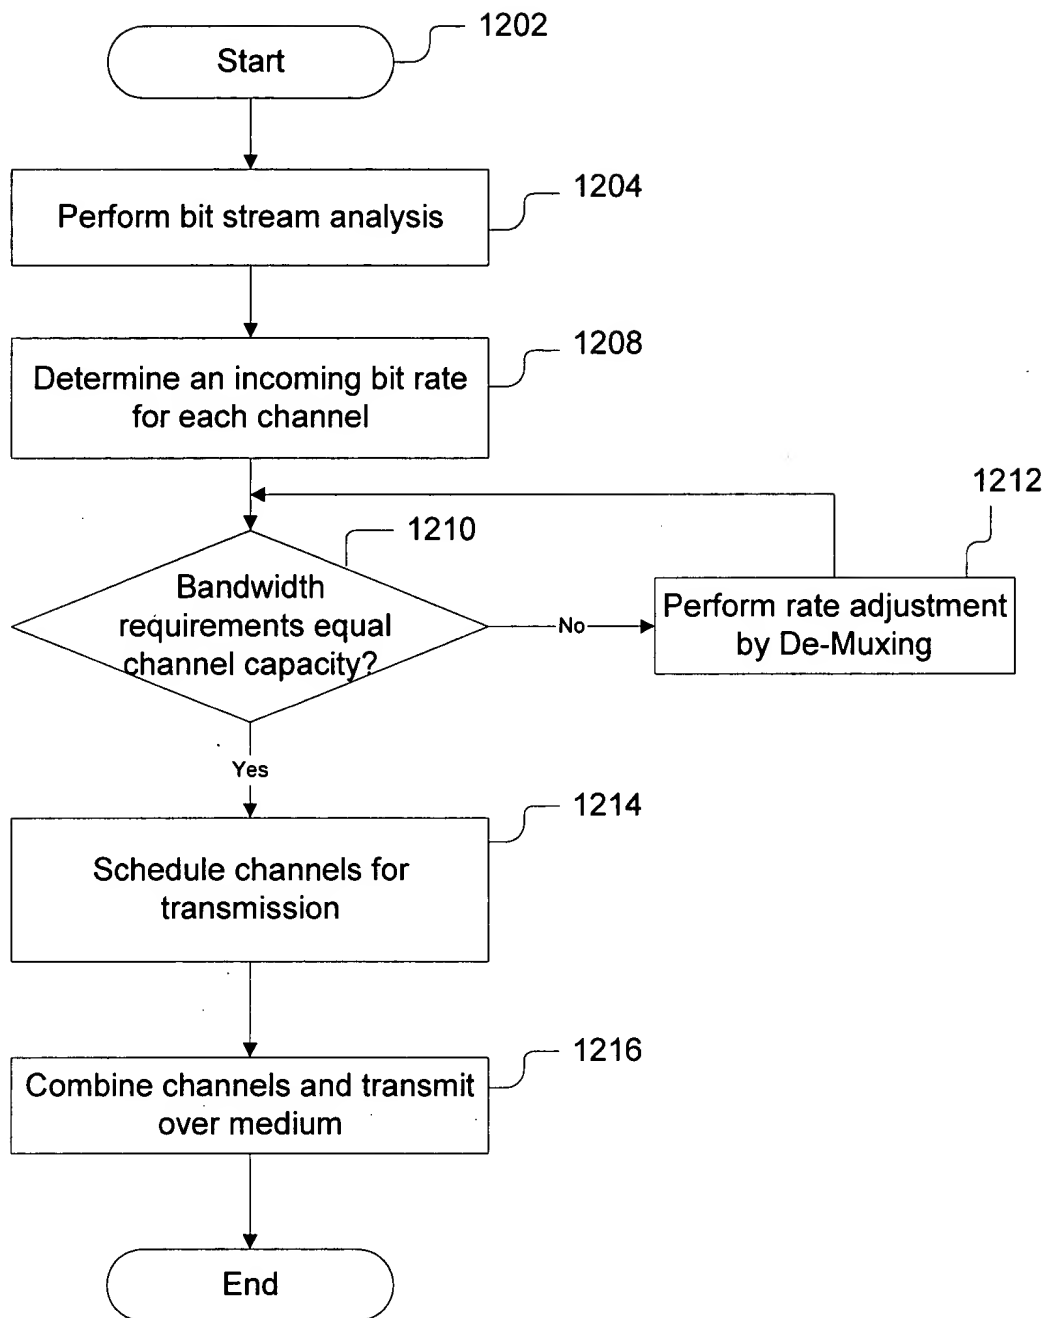 Start
1202
Perform bit stream analysis
1204
Determine an incoming bit rate
for each channel
1208
Bandwidth
requirements equal
channel capacity?
1210
No
Perform rate adjustment
by De-Muxing
1212
Yes
Schedule channels for
transmission
1214
Combine channels and transmit
over medium
1216
End